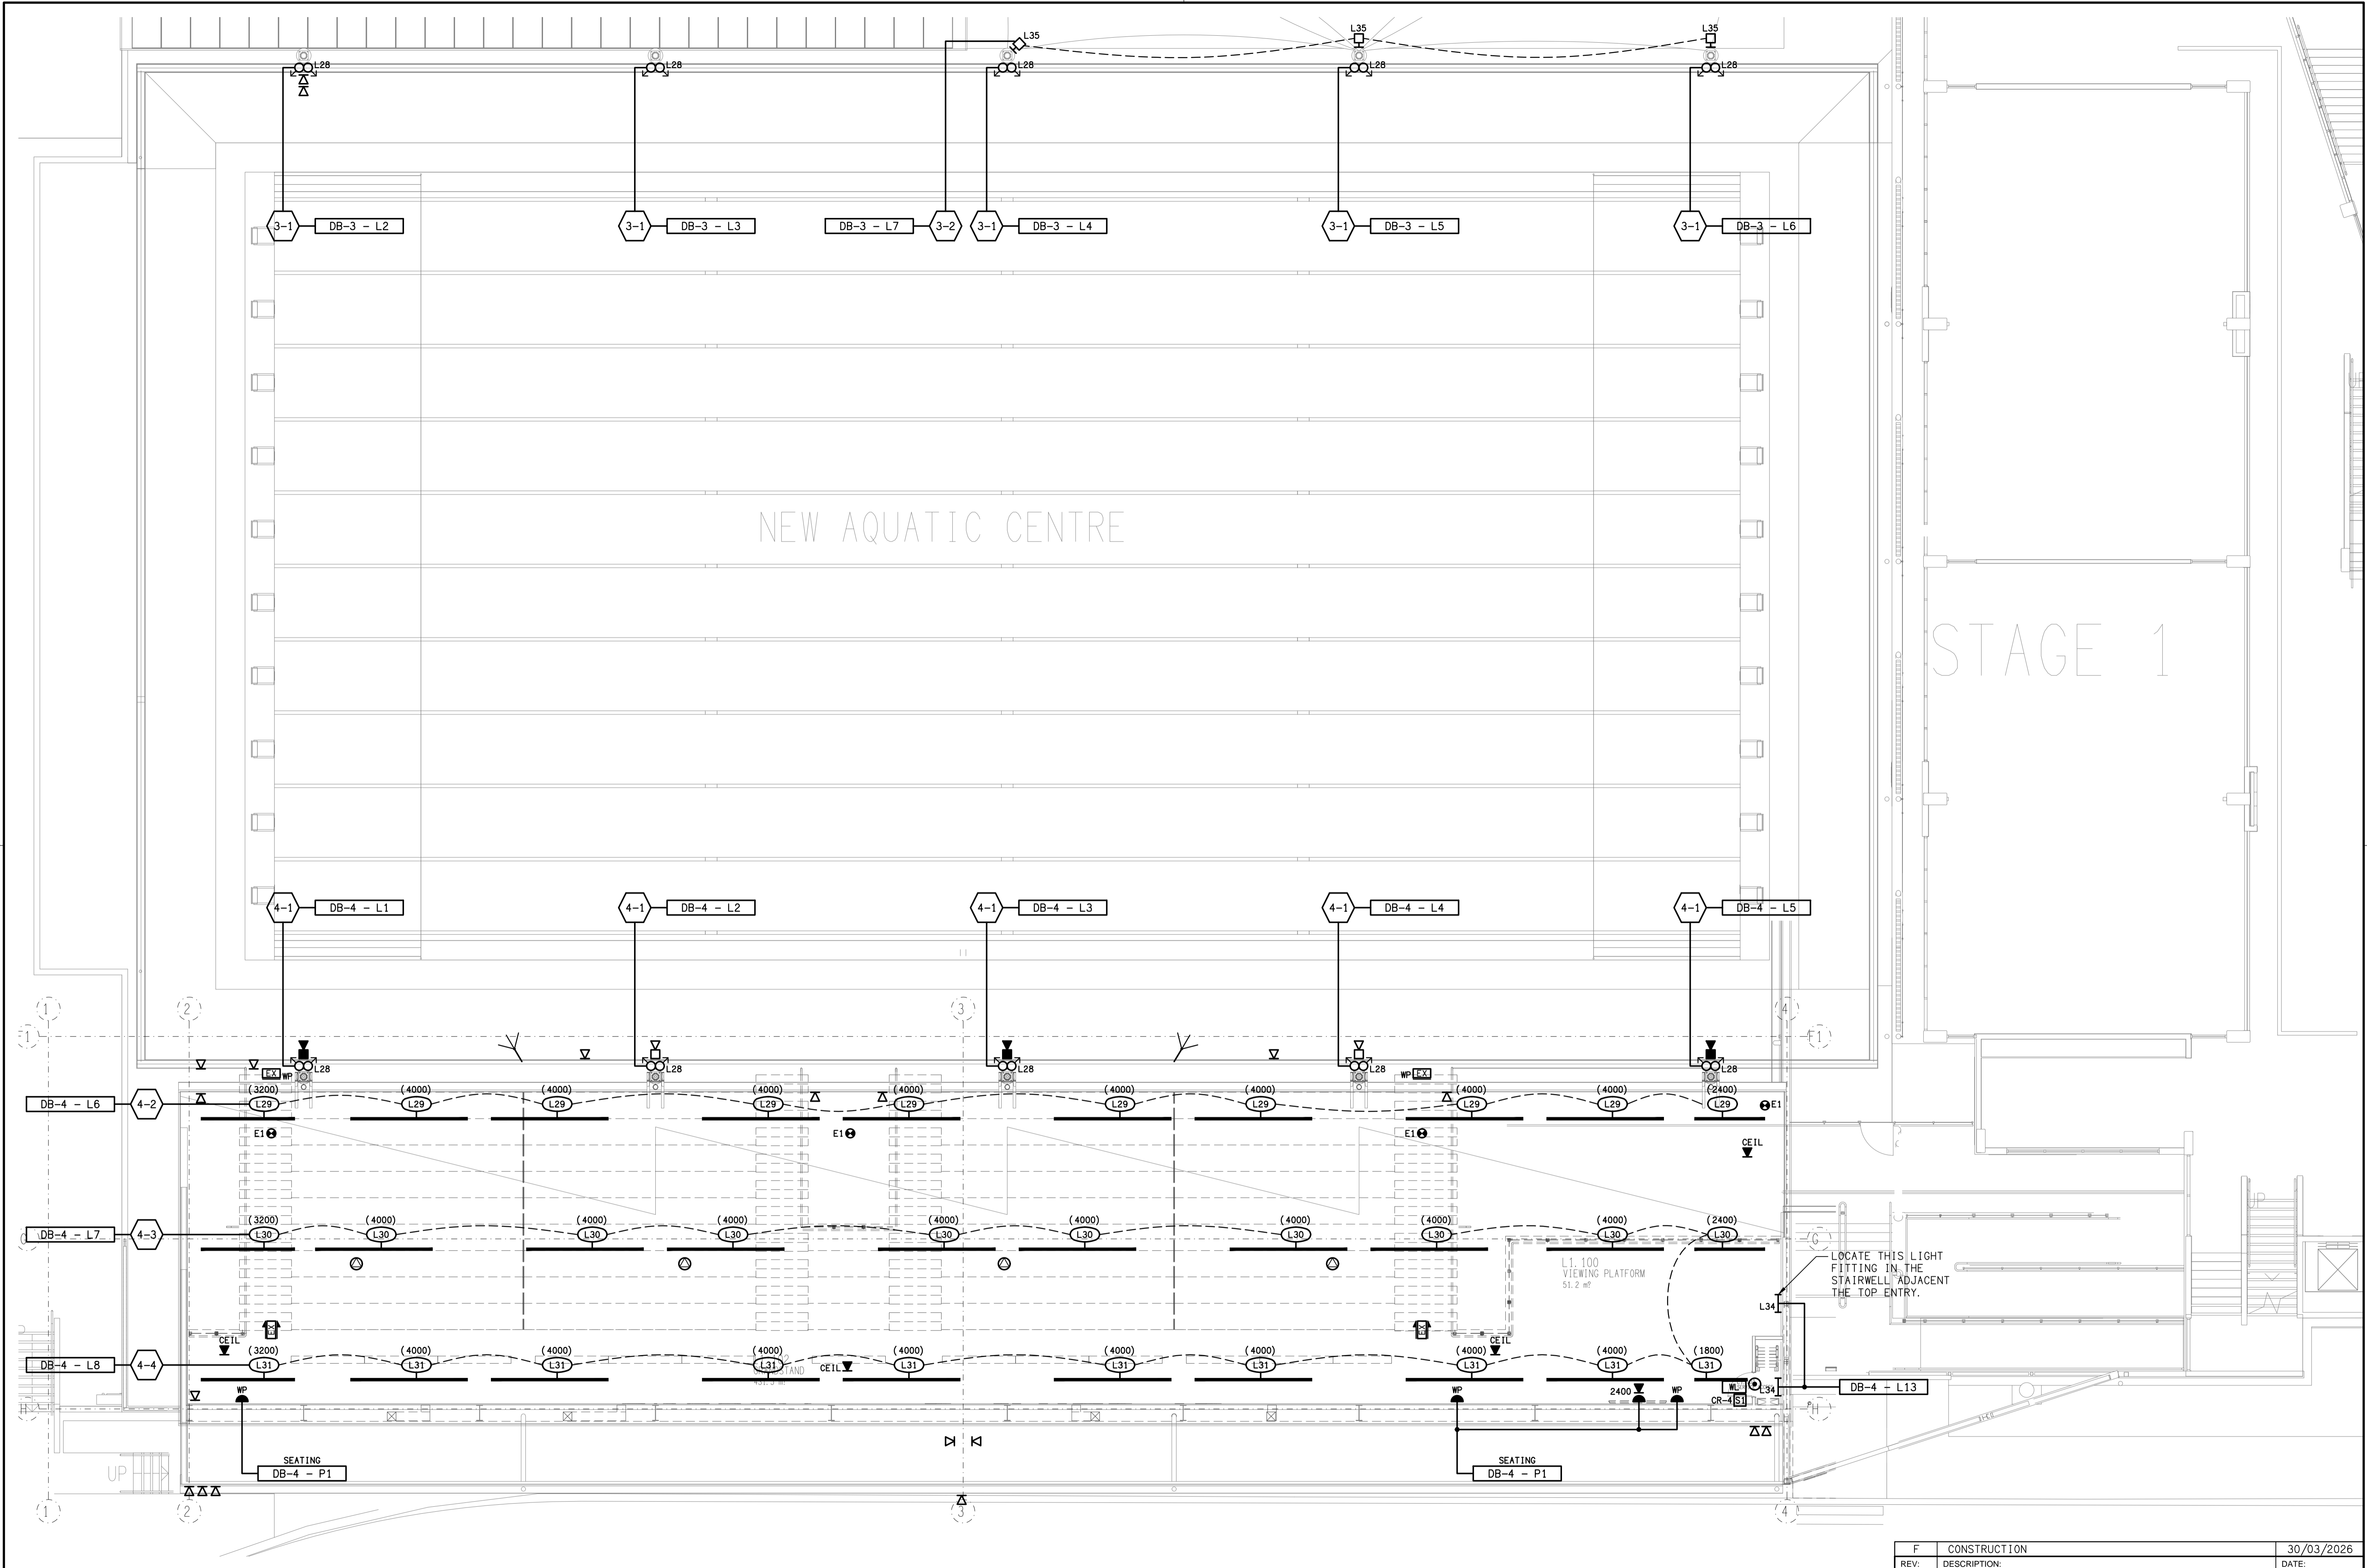 L35 L35 L35
L28 L28 L28 L28 L28
3-1 DB-3 - L2 3-1 DB-3 - L3 DB-3 - L7 3-2 3-1 DB-3 - L4 3-1 DB-3 - L5 3-1 DB-3 - L6
NEW AQUATIC CENTRE
STAGE 1
4-1 DB-4 - L1 4-1 DB-4 - L2 4-1 DB-4 - L3 4-1 DB-4 - L4 4-1 DB-4 - L5
1 2 3 4
F1 F1
L28 L28 L28 L28 L28
EX WP WP EX
(3200) (4000) (4000) (4000) (4000) (4000) (4000) (4000) (4000) (2400)
DB-4 - L6 4-2 L29 L29 L29 L29 L29 L29 L29 L29 L29 L29 E1
E1 E1 E1
CEIL
UP
(3200) (4000) (4000) (4000) (4000) (4000) (4000) (4000) (4000) (2400)
DB-4 - L7 4-3 L30 L30 L30 L30 L30 L30 L30 L30 L30 L30
G G
L1.100
VIEWING PLATFORM
51.2 m²
LOCATE THIS LIGHT
FITTING IN THE
STAIRWELL ADJACENT
THE TOP ENTRY.
L34
EX EX
CEIL CEIL
(3200) (4000) (4000) (4000) (4000) (4000) (4000) (4000) (4000) (1800)
DB-4 - L8 4-4 L31 L31 L31 L31 CEIL L31 L31 L31 L31 L31 L31
WP WP 2400 WP WL L34 DB-4 - L13
CR-4 S1
H H
UP
SEATING
DB-4 - P1
SEATING
DB-4 - P1
1 2 3 4
F CONSTRUCTION 30/03/2026
REV: DESCRIPTION: DATE: